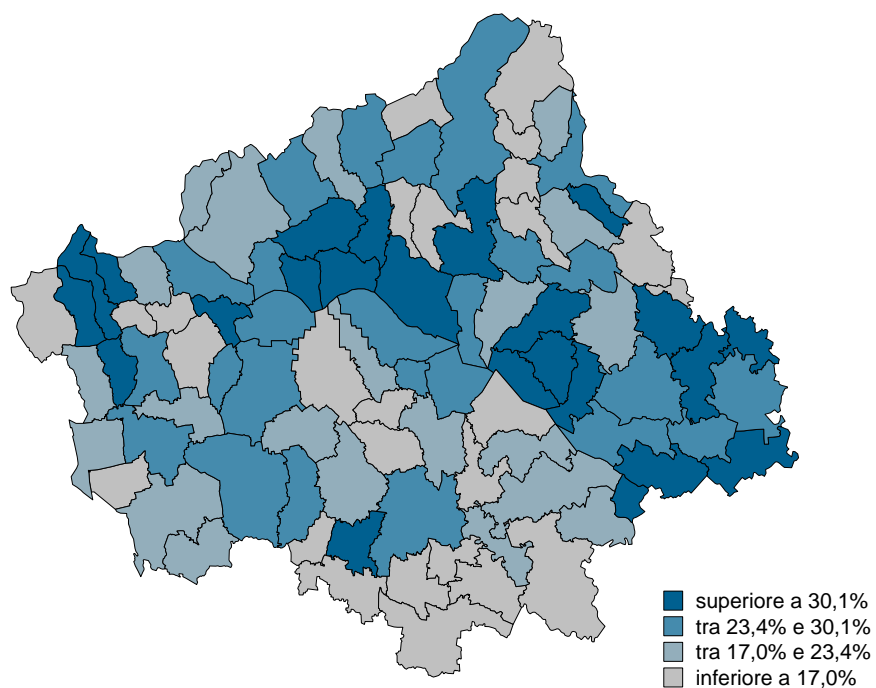 superiore a 30,1%
tra 23,4% e 30,1%
tra 17,0% e 23,4%
inferiore a 17,0%